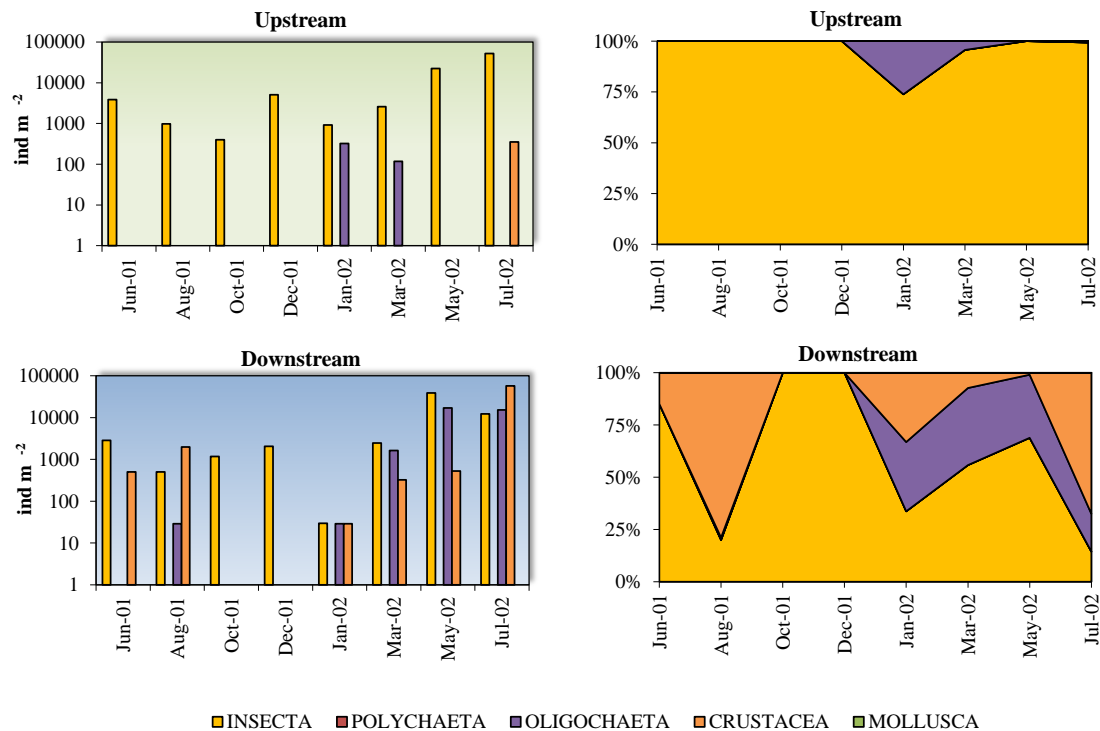 Upstream
100000
10000
1000
100
10
1
ind m -2
Jun-01
Aug-01
Oct-01
Dec-01
Jan-02
Mar-02
May-02
Jul-02
Upstream
100%
75%
50%
25%
0%
Jun-01
Aug-01
Oct-01
Dec-01
Jan-02
Mar-02
May-02
Jul-02
Downstream
100000
10000
1000
100
10
1
ind m -2
Jun-01
Aug-01
Oct-01
Dec-01
Jan-02
Mar-02
May-02
Jul-02
Downstream
100%
75%
50%
25%
0%
Jun-01
Aug-01
Oct-01
Dec-01
Jan-02
Mar-02
May-02
Jul-02
INSECTA POLYCHAETA OLIGOCHAETA CRUSTACEA MOLLUSCA